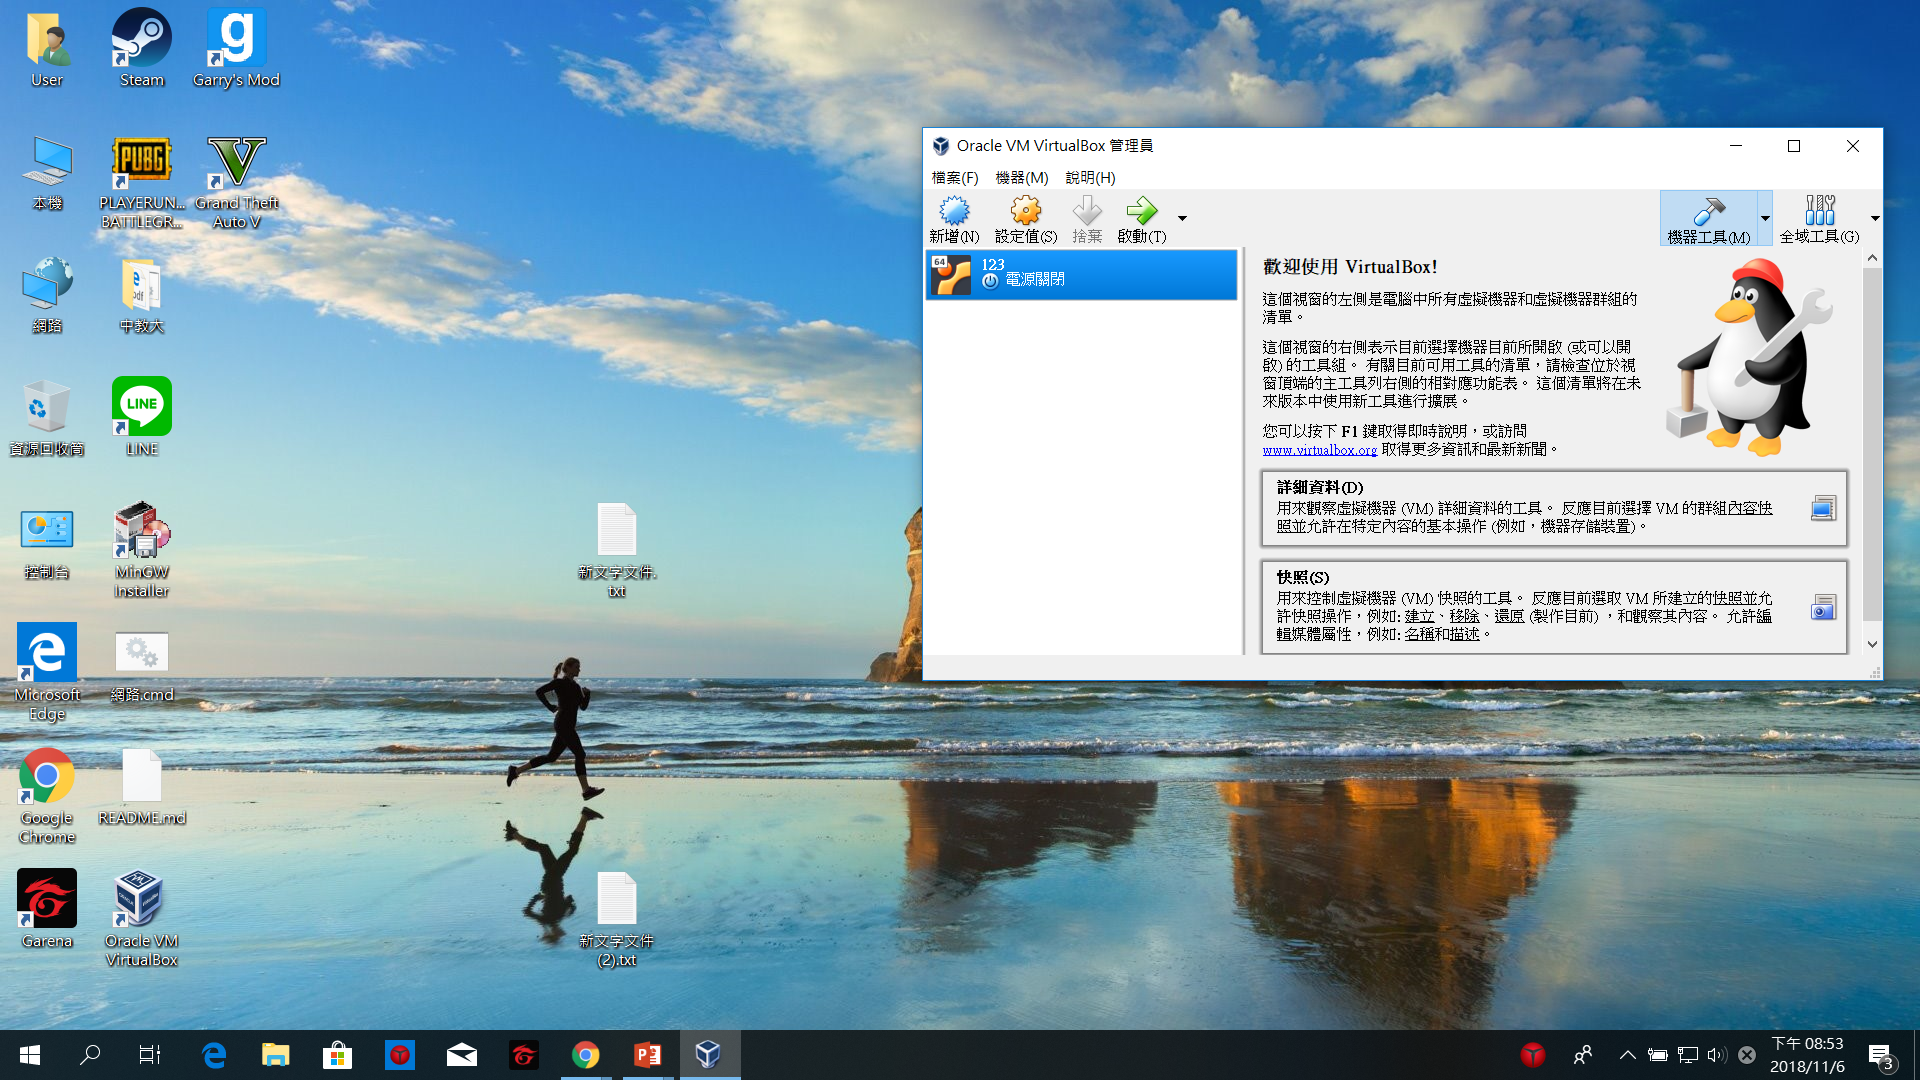 User
Steam
Garry's Mod
本機
PUBG
PLAYERUN...
BATTLEGR...
Grand Theft
Auto V
網路
中教大
資源回收筒
LINE
LINE
控制台
MinGW
Installer
新文字文件.
txt
Microsoft
Edge
網路.cmd
Google
Chrome
README.md
Garena
Oracle VM
VirtualBox
新文字文件
(2).txt
Oracle VM VirtualBox 管理員
檔案(F)
機器(M)
說明(H)
新增(N)
設定值(S)
捨棄
啟動(T)
機器工具(M)
全域工具(G)
64
123
電源關閉
歡迎使用 VirtualBox!
這個視窗的左側是電腦中所有虛擬機器和虛擬機器群組的
清單。
這個視窗的右側表示目前選擇機器目前所開啟 (或可以開
啟) 的工具組。 有關目前可用工具的清單，請檢查位於視
窗頂端的主工具列右側的相對應功能表。 這個清單將在未
來版本中使用新工具進行擴展。
您可以按下 F1 鍵取得即時說明，或訪問
www.virtualbox.org 取得更多資訊和最新新聞。
詳細資料(D)
用來觀察虛擬機器 (VM) 詳細資料的工具。 反應目前選擇 VM 的群組內容快
照並允許在特定內容的基本操作 (例如，機器存儲裝置)。
快照(S)
用來控制虛擬機器 (VM) 快照的工具。 反應目前選取 VM 所建立的快照並允
許快照操作，例如: 建立、移除、還原 (製作目前) ，和觀察其內容。 允許編
輯媒體屬性，例如: 名稱和描述。
下午 08:53
2018/11/6
3